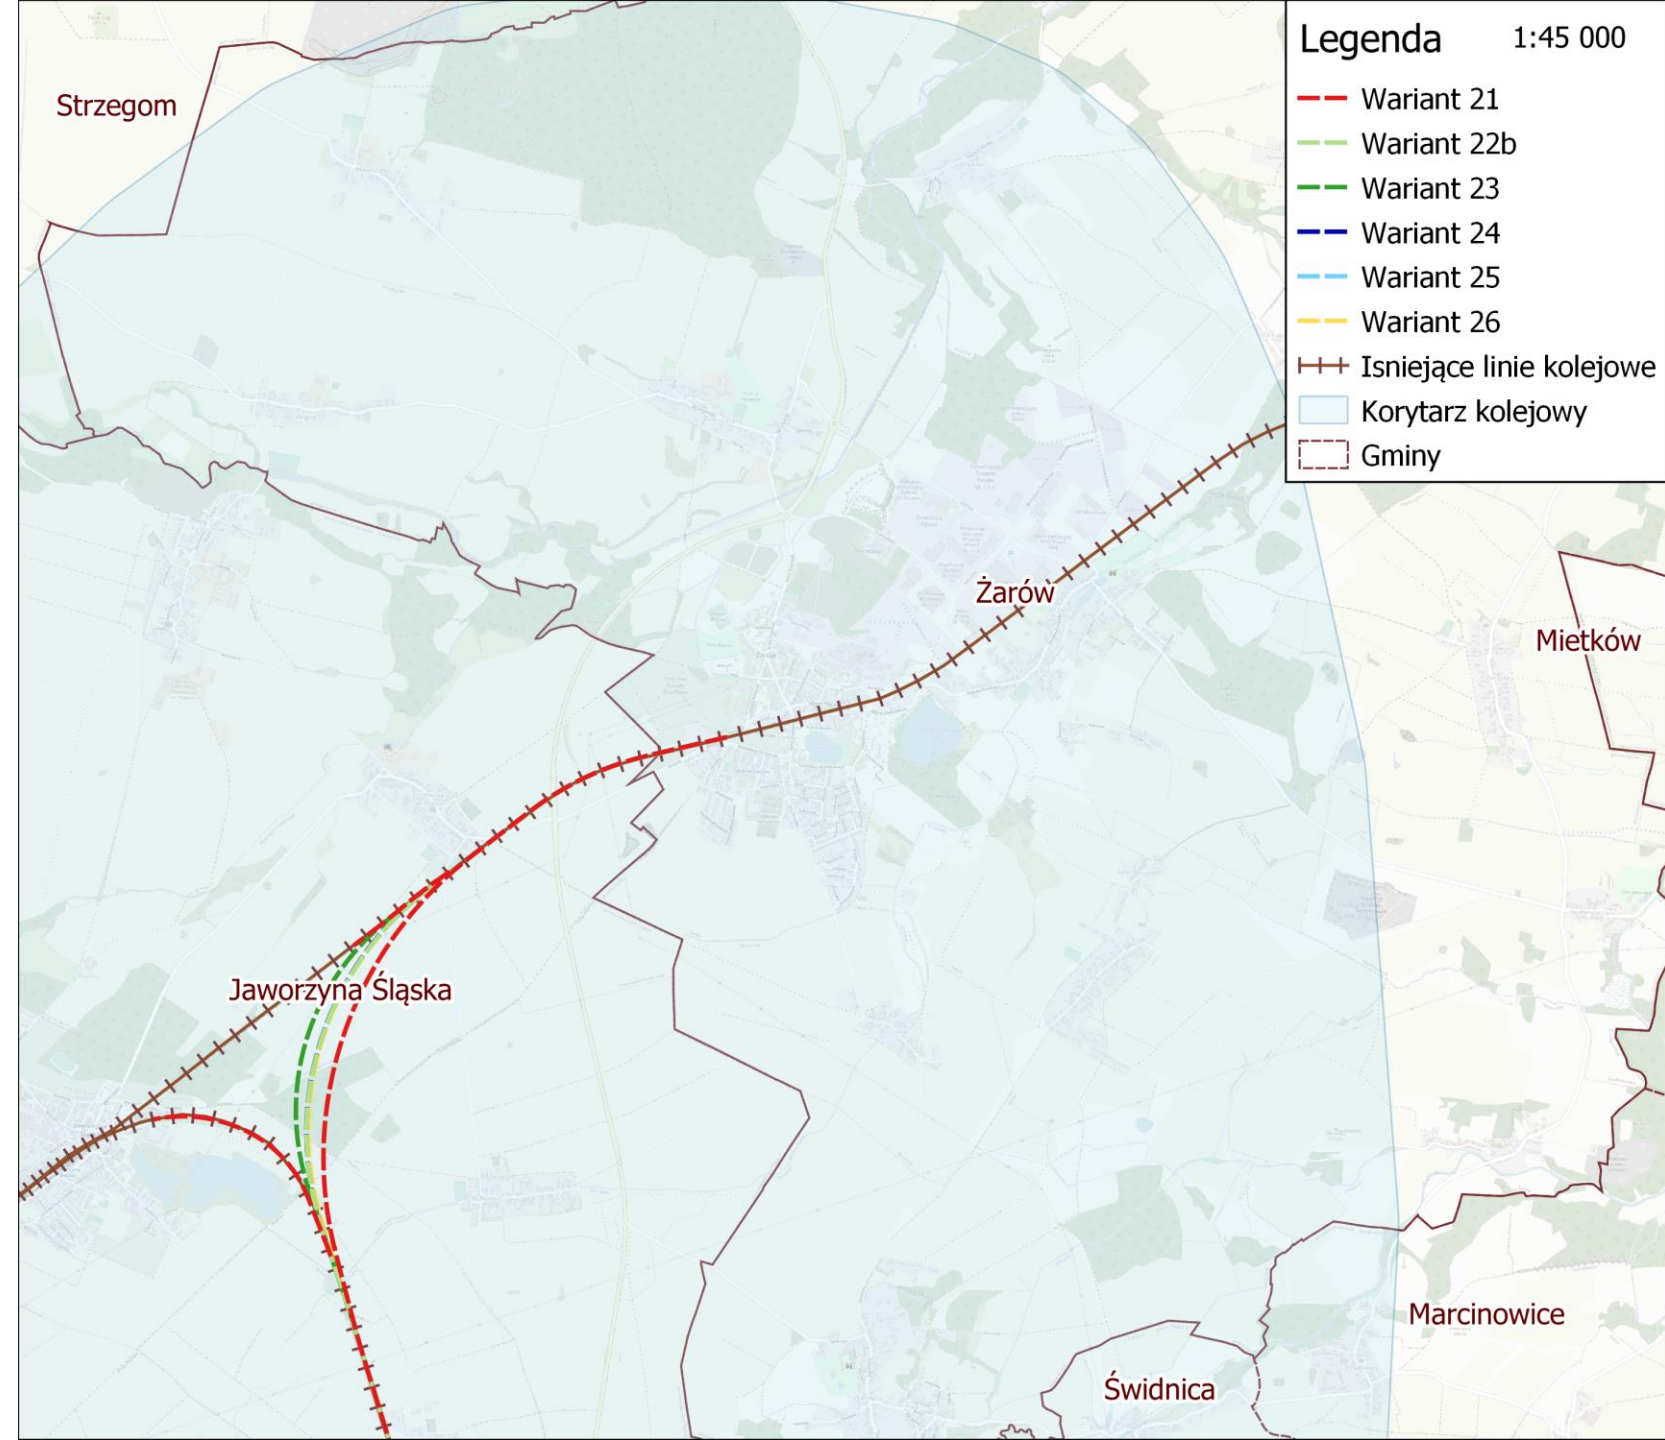 Legenda 1:45 000
Wariant 21
Wariant 22b
Wariant 23
Wariant 24
Wariant 25
Wariant 26
Isniejące linie kolejowe
Korytarz kolejowy
Gminy
Strzegom
Żarów
Mietków
Jaworzyna Śląska
Marcinowice
Świdnica